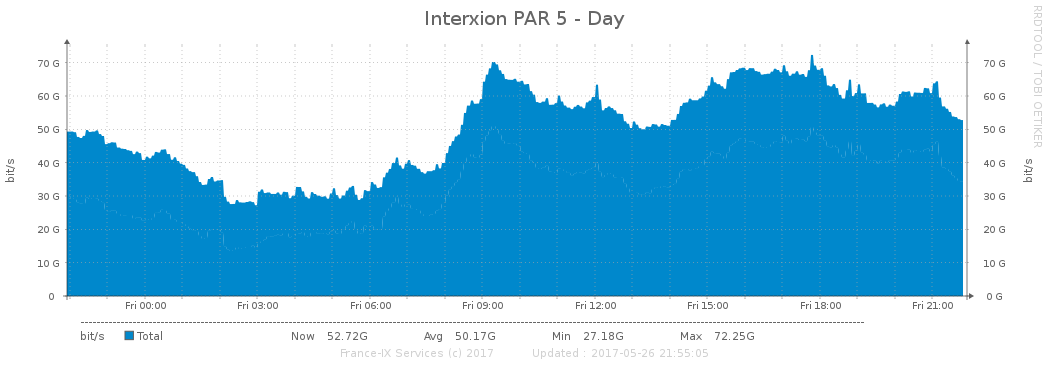 Interxion PAR 5 - Day
RRDTOOL / TOBI OETIKER
bit/s
70 G
60 G
50 G
40 G
30 G
20 G
10 G
0
70 G
60 G
50 G
40 G
30 G
20 G
10 G
0 G
bit/s
Fri 00:00 Fri 03:00 Fri 06:00 Fri 09:00 Fri 12:00 Fri 15:00 Fri 18:00 Fri 21:00
bit/s Total Now 52.72G Avg 50.17G Min 27.18G Max 72.25G
France-IX Services (c) 2017 Updated : 2017-05-26 21:55:05